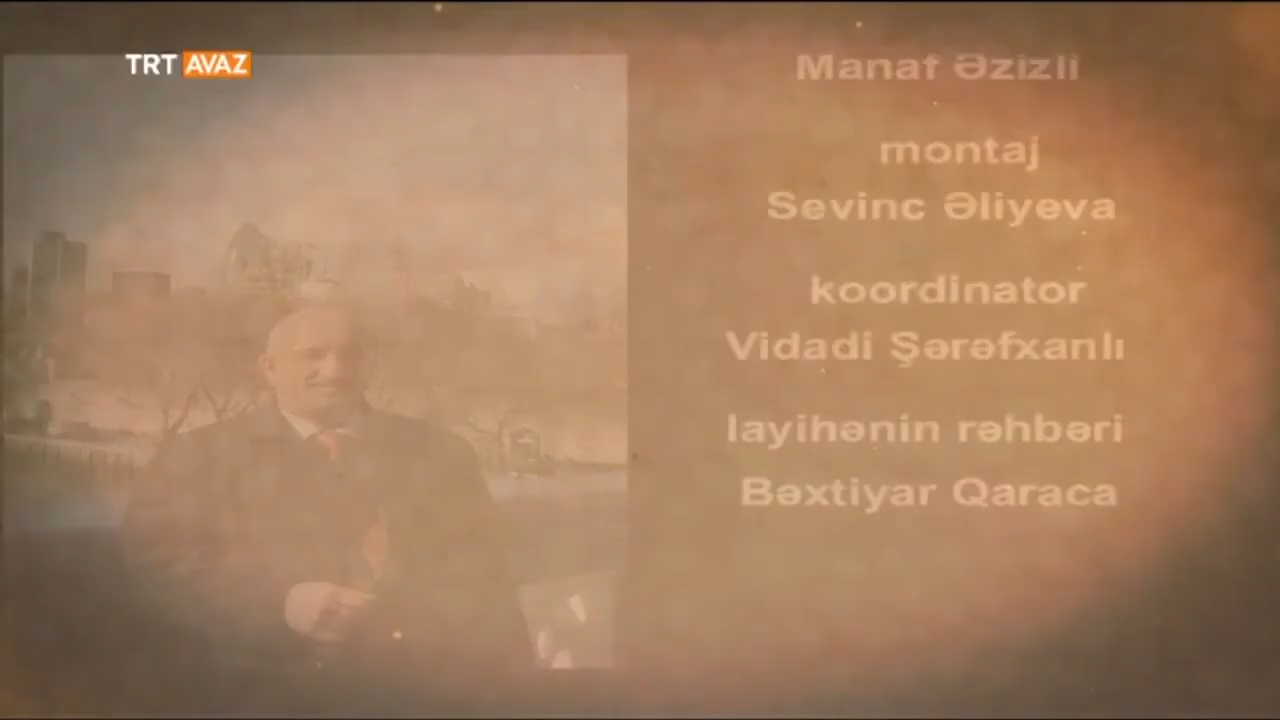 TRT AVAZ
Manaf Əzizli
montaj
Sevinc Əliyeva
koordinator
Vidadi Şərəfxanlı
layihənin rəhbəri
Bəxtiyar Qaraca